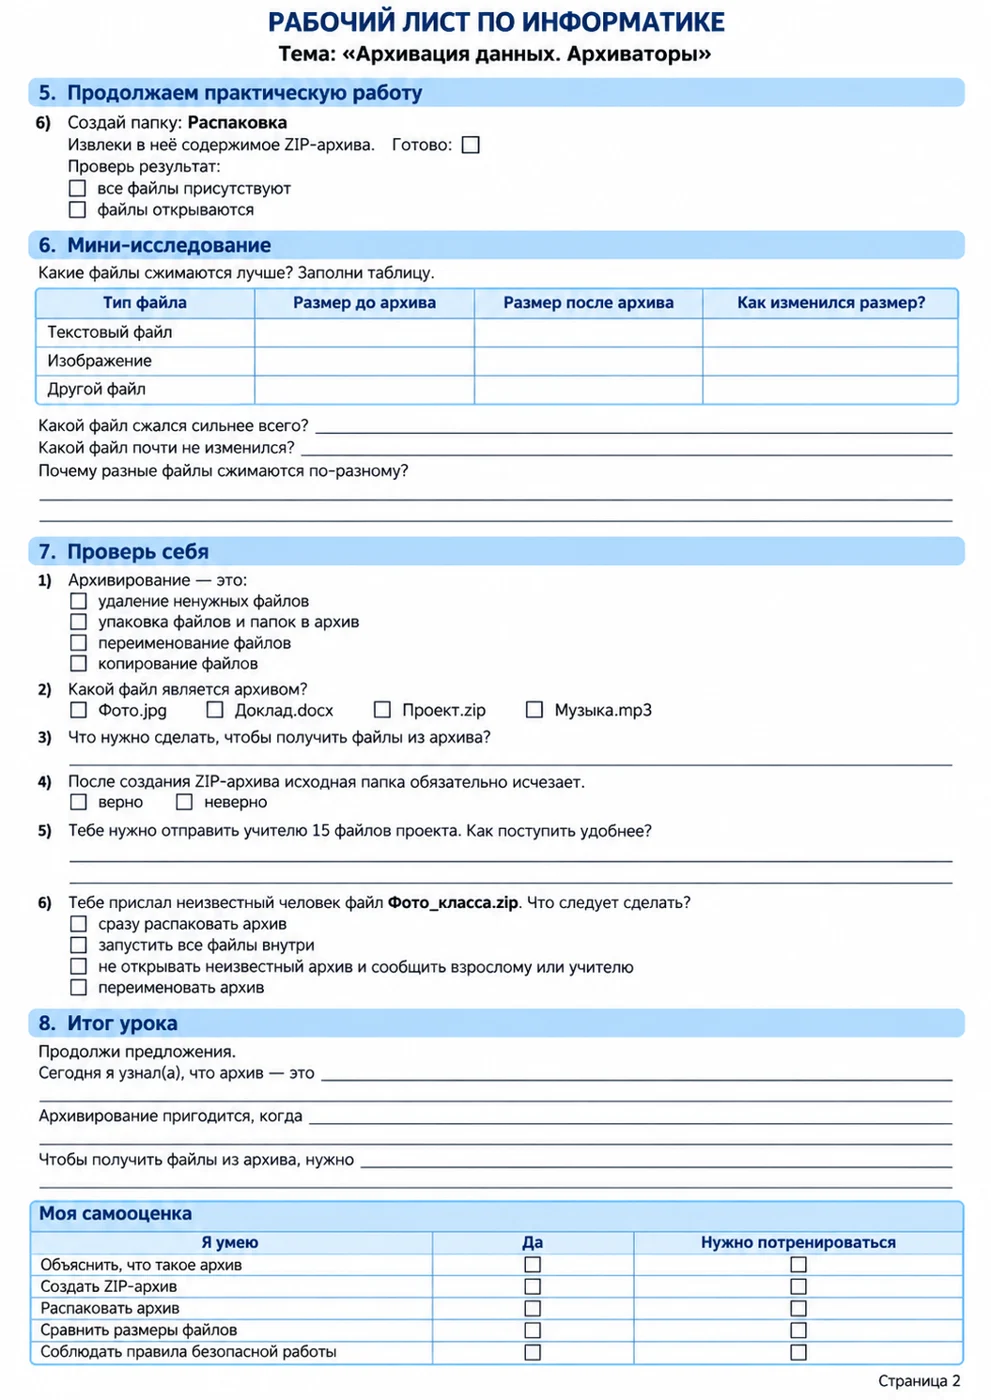 РАБОЧИЙ ЛИСТ ПО ИНФОРМАТИКЕ
Тема: «Архивация данных. Архиваторы»
5. Продолжаем практическую работу
6) Создай папку: Распаковка
Извлеки в неё содержимое ZIP-архива. Готово: ☐
Проверь результат:
☐ все файлы присутствуют
☐ файлы открываются
6. Мини-исследование
Какие файлы сжимаются лучше? Заполни таблицу.
Тип файла Размер до архива Размер после архива Как изменился размер?
Текстовый файл
Изображение
Другой файл
Какой файл сжался сильнее всего?
Какой файл почти не изменился?
Почему разные файлы сжимаются по-разному?
7. Проверь себя
1) Архивирование — это:
☐ удаление ненужных файлов
☐ упаковка файлов и папок в архив
☐ переименование файлов
☐ копирование файлов
2) Какой файл является архивом?
☐ Фото.jpg ☐ Доклад.docx ☐ Проект.zip ☐ Музыка.mp3
3) Что нужно сделать, чтобы получить файлы из архива?
4) После создания ZIP-архива исходная папка обязательно исчезает.
☐ верно ☐ неверно
5) Тебе нужно отправить учителю 15 файлов проекта. Как поступить удобнее?
6) Тебе прислал неизвестный человек файл Фото_класса.zip. Что следует сделать?
☐ сразу распаковать архив
☐ запустить все файлы внутри
☐ не открывать неизвестный архив и сообщить взрослому или учителю
☐ переименовать архив
8. Итог урока
Продолжи предложения.
Сегодня я узнал(а), что архив — это
Архивирование пригодится, когда
Чтобы получить файлы из архива, нужно
Моя самооценка
Я умею Да Нужно потренироваться
Объяснить, что такое архив ☐ ☐
Создать ZIP-архив ☐ ☐
Распаковать архив ☐ ☐
Сравнить размеры файлов ☐ ☐
Соблюдать правила безопасной работы ☐ ☐
Страница 2